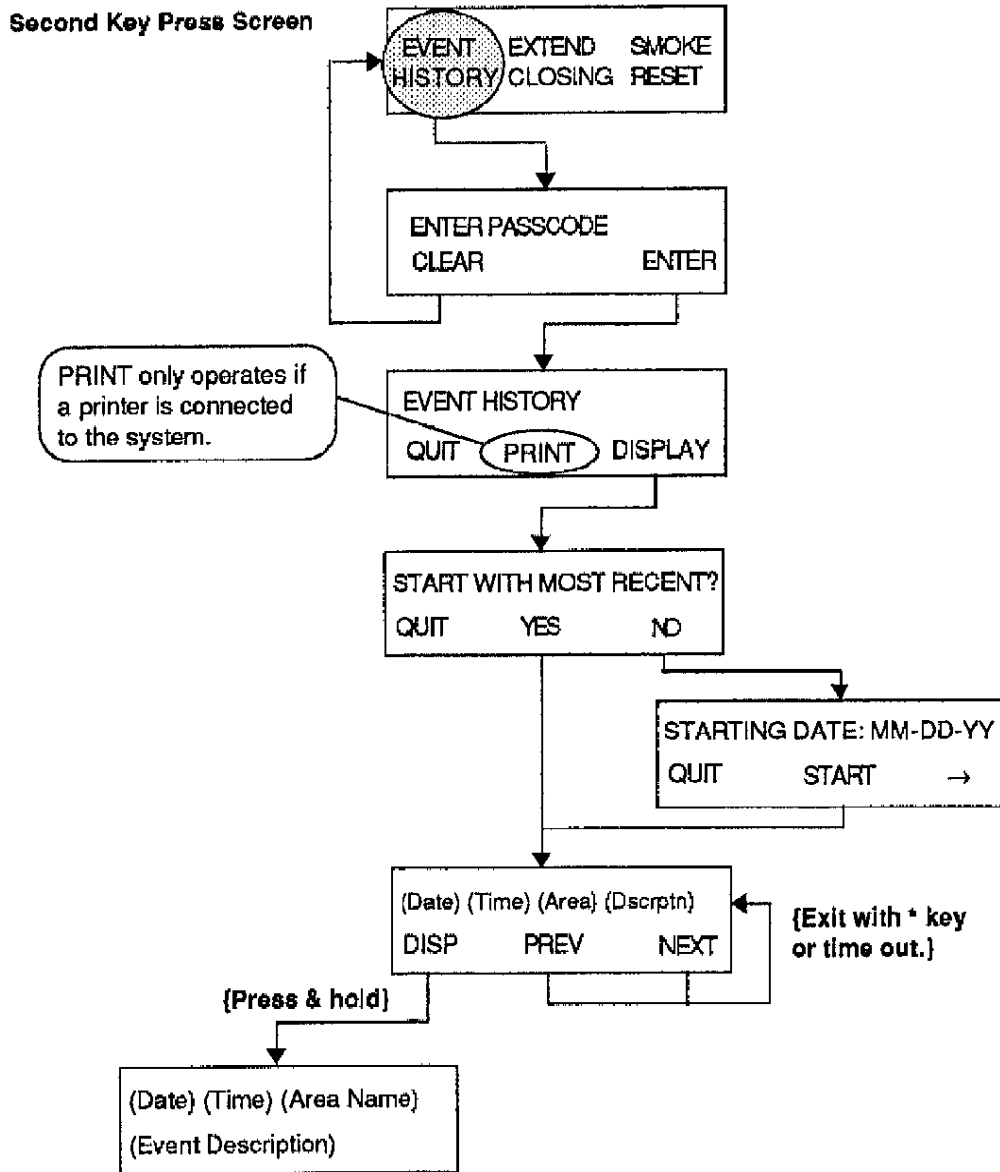 Second Key Press Screen
EVENT EXTEND SMOKE
HISTORY CLOSING RESET
ENTER PASSCODE
CLEAR ENTER
PRINT only operates if
a printer is connected
to the system.
EVENT HISTORY
QUIT PRINT DISPLAY
START WITH MOST RECENT?
QUIT YES NO
STARTING DATE: MM-DD-YY
QUIT START →
(Date) (Time) (Area) (Dscrptn)
DISP PREV NEXT
{Exit with * key
or time out.}
{Press & hold}
(Date) (Time) (Area Name)
(Event Description)